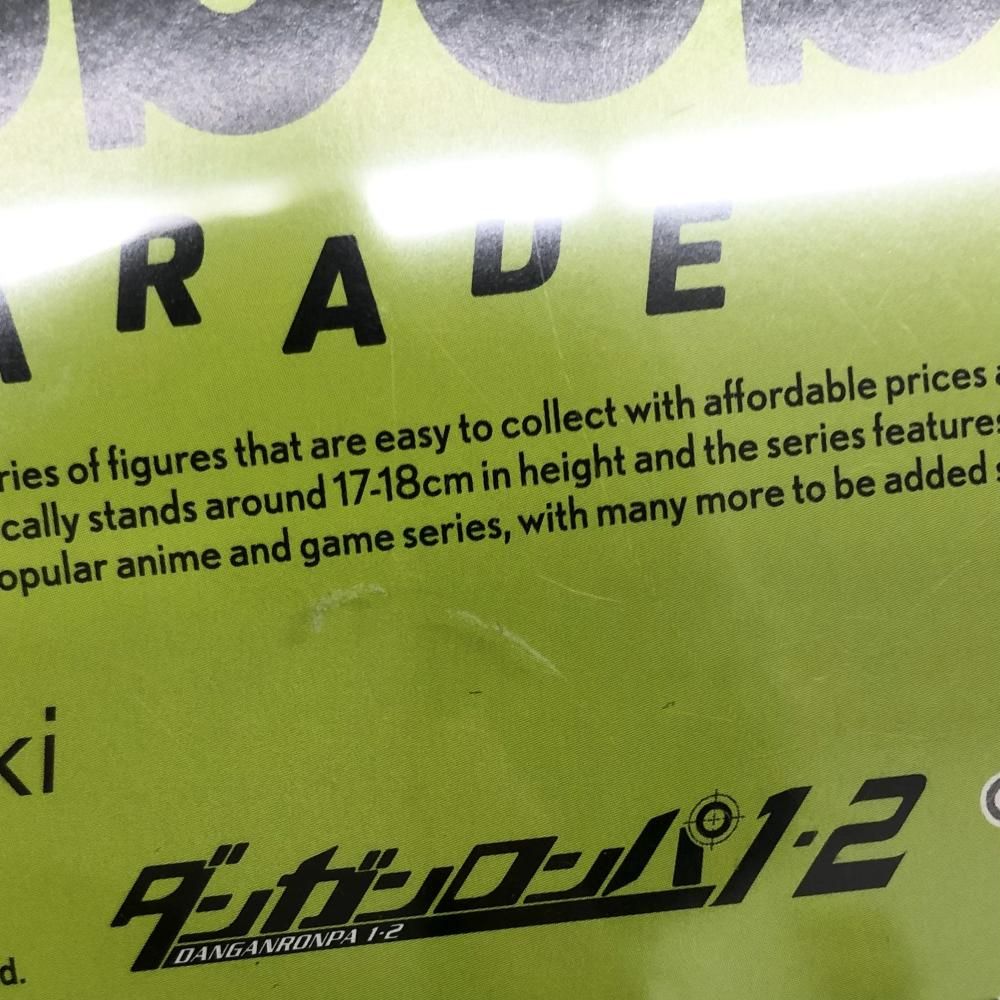 ARADE
ries of figures that are easy to collect with affordable prices a
cally stands around 17-18cm in height and the series features
opular anime and game series, with many more to be added s
ki
ダンガンロンパ1・2
DANGANRONPA 1・2
d.